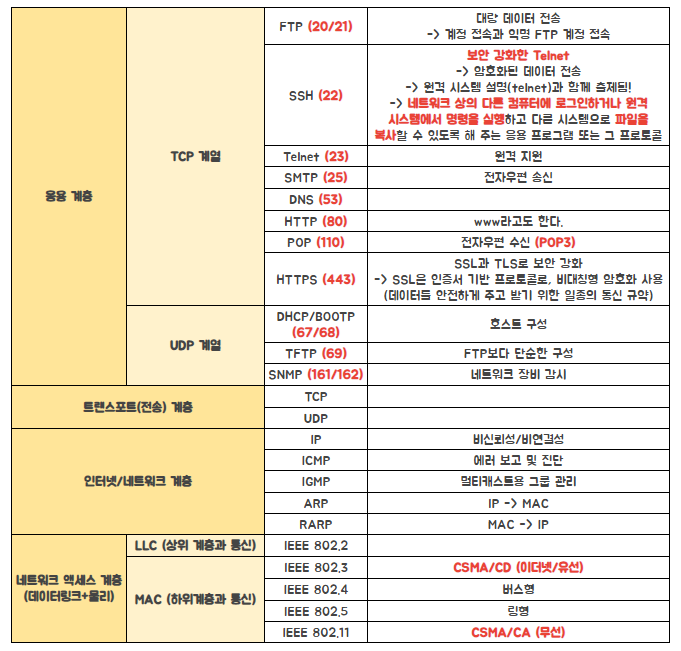 응용 계층
TCP 계열
FTP (20/21)
대량 데이터 전송
-> 계정 접속과 익명 FTP 계정 접속
SSH (22)
보안 강화한 Telnet
-> 암호화된 데이터 전송
-> 원격 시스템 설명(telnet)과 함께 출제됨!
-> 네트워크 상의 다른 컴퓨터에 로그인하거나 원격
시스템에서 명령을 실행하고 다른 시스템으로 파일을
복사할 수 있도록 해 주는 응용 프로그램 또는 그 프로토콜
Telnet (23)
원격 지원
SMTP (25)
전자우편 송신
DNS (53)
HTTP (80)
www라고도 한다.
POP (110)
전자우편 수신 (POP3)
HTTPS (443)
SSL과 TLS로 보안 강화
-> SSL은 인증서 기반 프로토콜로, 비대칭형 암호화 사용
(데이터를 안전하게 주고 받기 위한 일종의 통신 규약)
UDP 계열
DHCP/BOOTP
(67/68)
호스트 구성
TFTP (69)
FTP보다 단순한 구성
SNMP (161/162)
네트워크 장비 감시
트랜스포트(전송) 계층
TCP
UDP
인터넷/네트워크 계층
IP
비신뢰성/비연결성
ICMP
에러 보고 및 진단
IGMP
멀티캐스트용 그룹 관리
ARP
IP -> MAC
RARP
MAC -> IP
네트워크 액세스 계층
(데이터링크+물리)
LLC (상위 계층과 통신)
IEEE 802.2
MAC (하위계층과 통신)
IEEE 802.3
CSMA/CD (이더넷/유선)
IEEE 802.4
버스형
IEEE 802.5
링형
IEEE 802.11
CSMA/CA (무선)